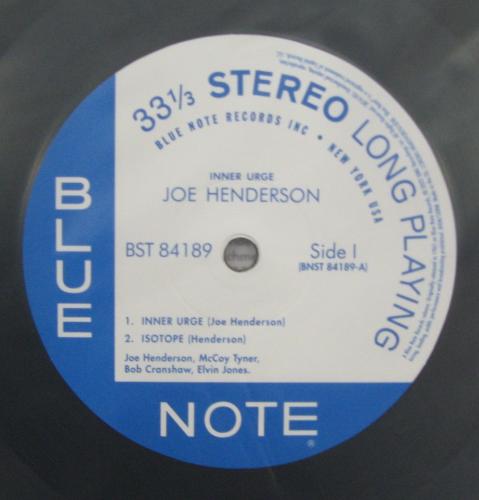 33⅓ STEREO LONG PLAYING
BLUE NOTE RECORDS INC • NEW YORK USA
INNER URGE
JOE HENDERSON
BST 84189
Side I
(BNST 84189-A)
1. INNER URGE (Joe Henderson)
2. ISOTOPE (Henderson)
Joe Henderson, McCoy Tyner,
Bob Cranshaw, Elvin Jones.
BLUE
NOTE®